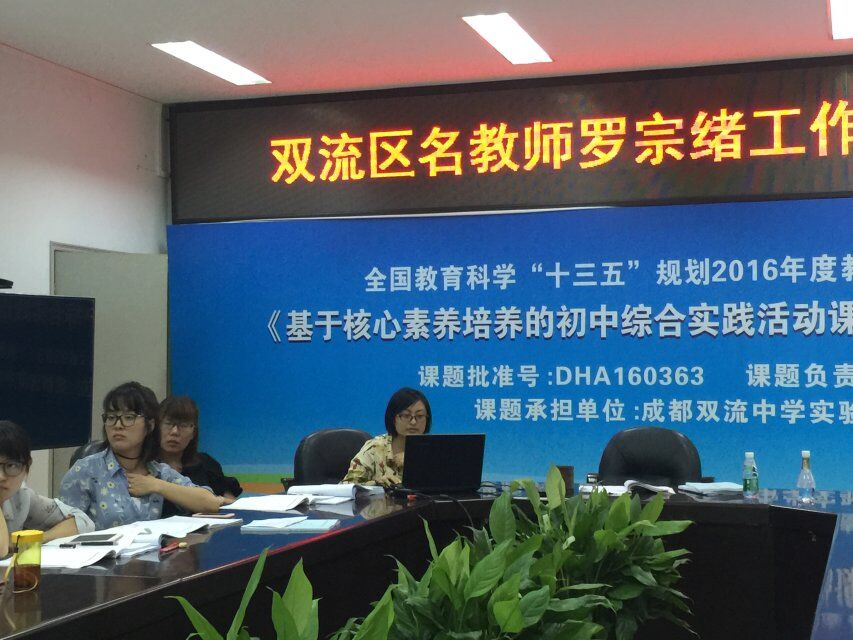 双流区名教师罗宗绪工作
全国教育科学“十三五”规划2016年度教
《基于核心素养培养的初中综合实践活动课
课题批准号:DHA160363 课题负责
课题承担单位:成都双流中学实验